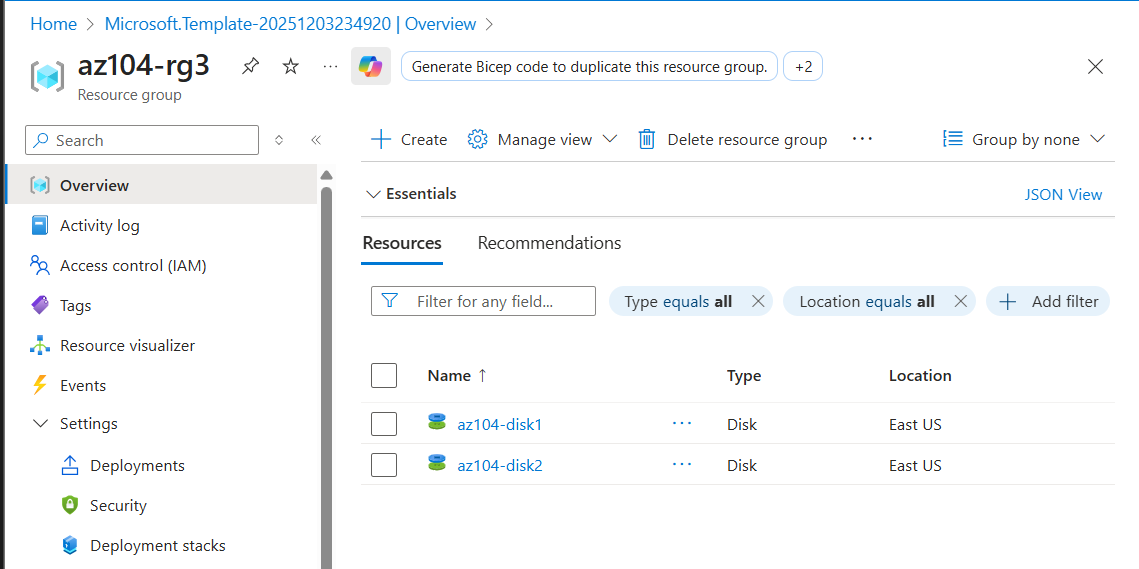 Home > Microsoft.Template-20251203234920 | Overview >
az104-rg3
Resource group
Generate Bicep code to duplicate this resource group.
+2
Search
Overview
Activity log
Access control (IAM)
Tags
Resource visualizer
Events
Settings
Deployments
Security
Deployment stacks
Create Manage view Delete resource group ... Group by none
Essentials JSON View
Resources Recommendations
Filter for any field... Type equals all Location equals all Add filter
Name ↑ Type Location
az104-disk1 ... Disk East US
az104-disk2 ... Disk East US